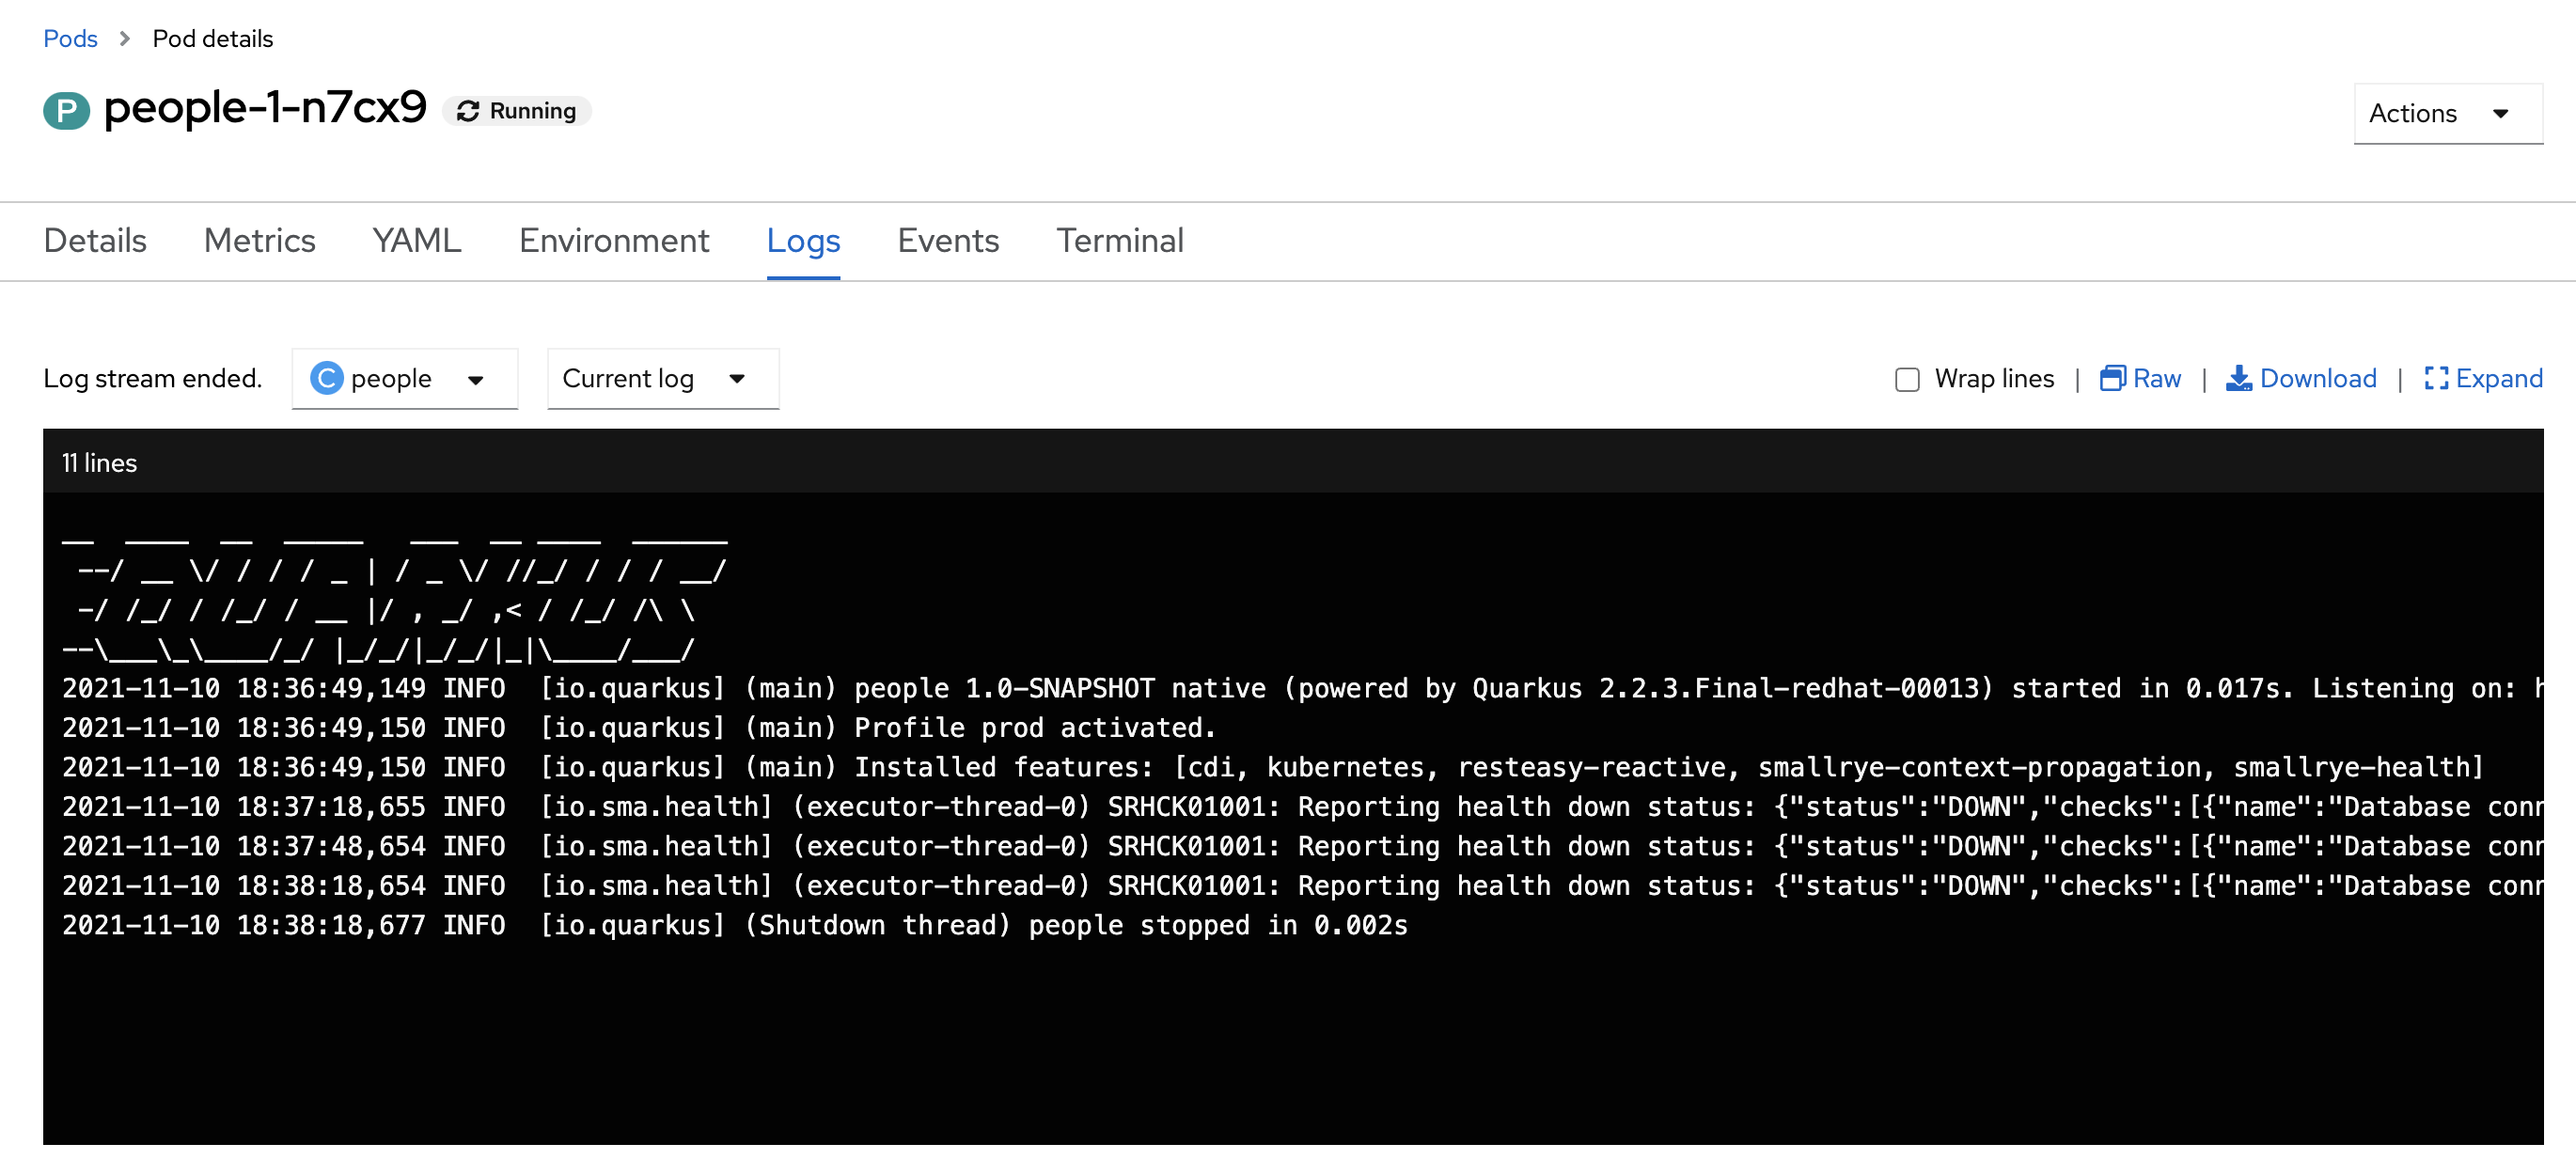 Pods > Pod details
P people-1-n7cx9 Running
Actions
Details Metrics YAML Environment Logs Events Terminal
Log stream ended. C people Current log Wrap lines | Raw | Download | Expand
11 lines
__  ____  __  _____   ___  __ ____  ______
 --/ __ \/ / / / _ | / _ \/ //_/ / / / __/
 -/ /_/ / /_/ / __ |/ , _/ ,< / /_/ /\ \
--\___\_\____/_/ |_/_/|_/_/|_|\____/___/
2021-11-10 18:36:49,149 INFO  [io.quarkus] (main) people 1.0-SNAPSHOT native (powered by Quarkus 2.2.3.Final-redhat-00013) started in 0.017s. Listening on: h
2021-11-10 18:36:49,150 INFO  [io.quarkus] (main) Profile prod activated.
2021-11-10 18:36:49,150 INFO  [io.quarkus] (main) Installed features: [cdi, kubernetes, resteasy-reactive, smallrye-context-propagation, smallrye-health]
2021-11-10 18:37:18,655 INFO  [io.sma.health] (executor-thread-0) SRHCK01001: Reporting health down status: {"status":"DOWN","checks":[{"name":"Database conn
2021-11-10 18:37:48,654 INFO  [io.sma.health] (executor-thread-0) SRHCK01001: Reporting health down status: {"status":"DOWN","checks":[{"name":"Database conn
2021-11-10 18:38:18,654 INFO  [io.sma.health] (executor-thread-0) SRHCK01001: Reporting health down status: {"status":"DOWN","checks":[{"name":"Database conn
2021-11-10 18:38:18,677 INFO  [io.quarkus] (Shutdown thread) people stopped in 0.002s